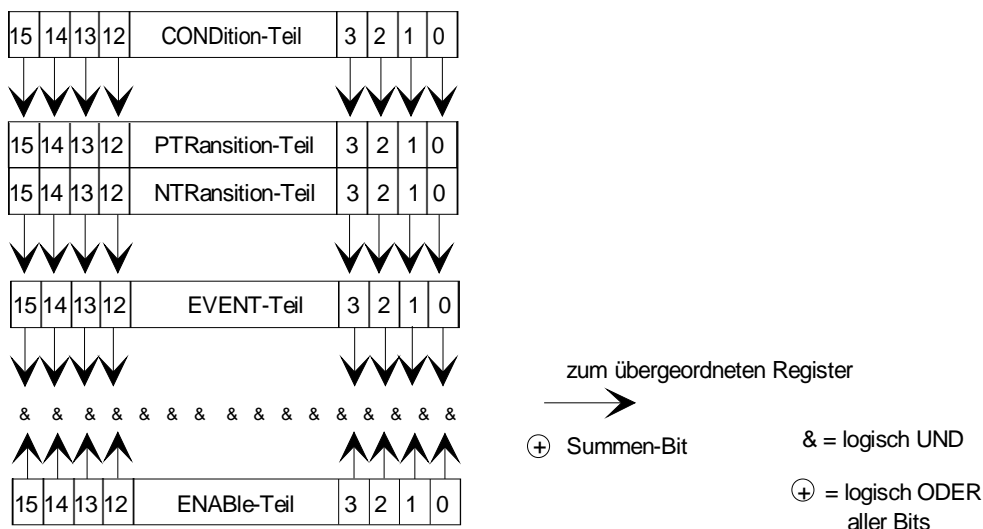 15 14 13 12 CONDition-Teil 3 2 1 0
15 14 13 12 PTRansition-Teil 3 2 1 0
15 14 13 12 NTRansition-Teil 3 2 1 0
15 14 13 12 EVENT-Teil 3 2 1 0
zum übergeordneten Register
& & & & & & & & & & & & & & & &
+ Summen-Bit
& = logisch UND
15 14 13 12 ENABle-Teil 3 2 1 0
+ = logisch ODER
aller Bits